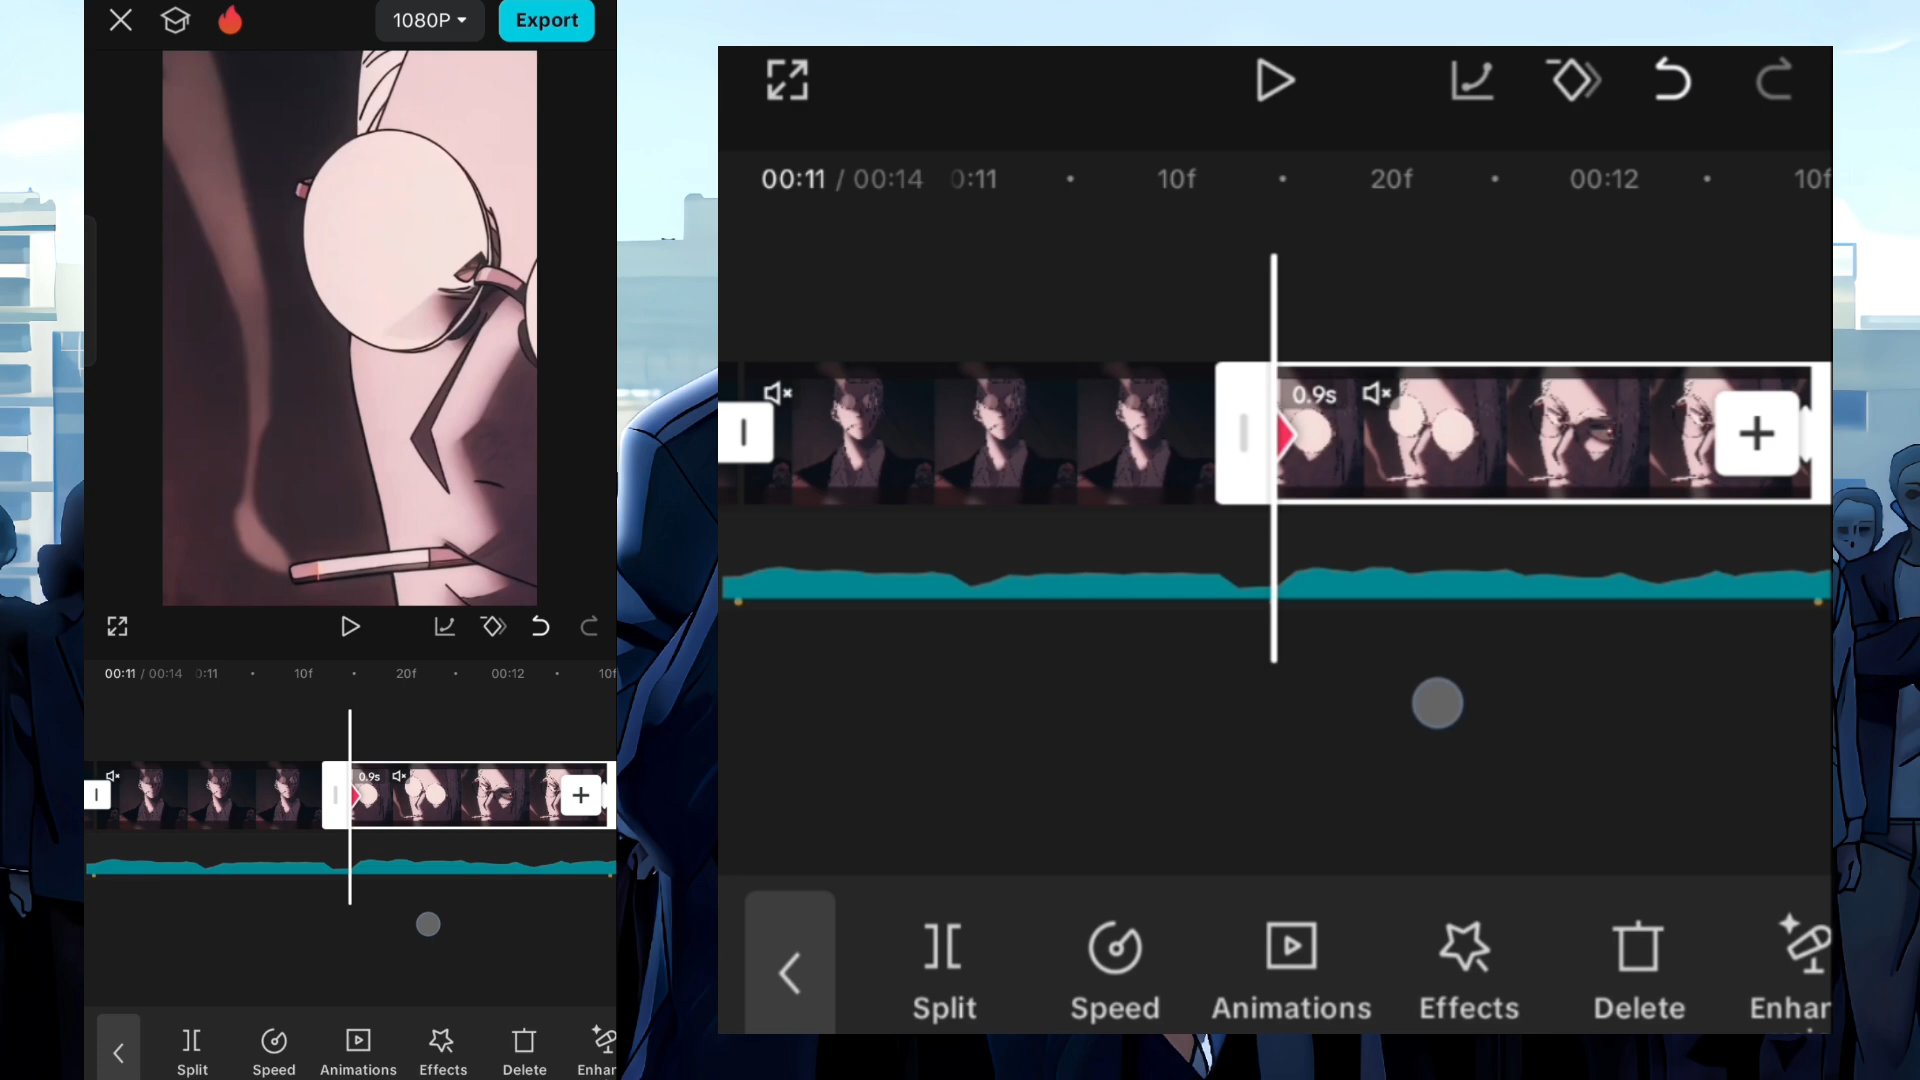 1080P
Export
00:11 / 00:14 0:11 10f 20f 00:12 10f
0.9s
Split Speed Animations Effects Delete Enhan
00:11 / 00:14 0:11 10f 20f 00:12 10f
0.9s
Split Speed Animations Effects Delete Enhan